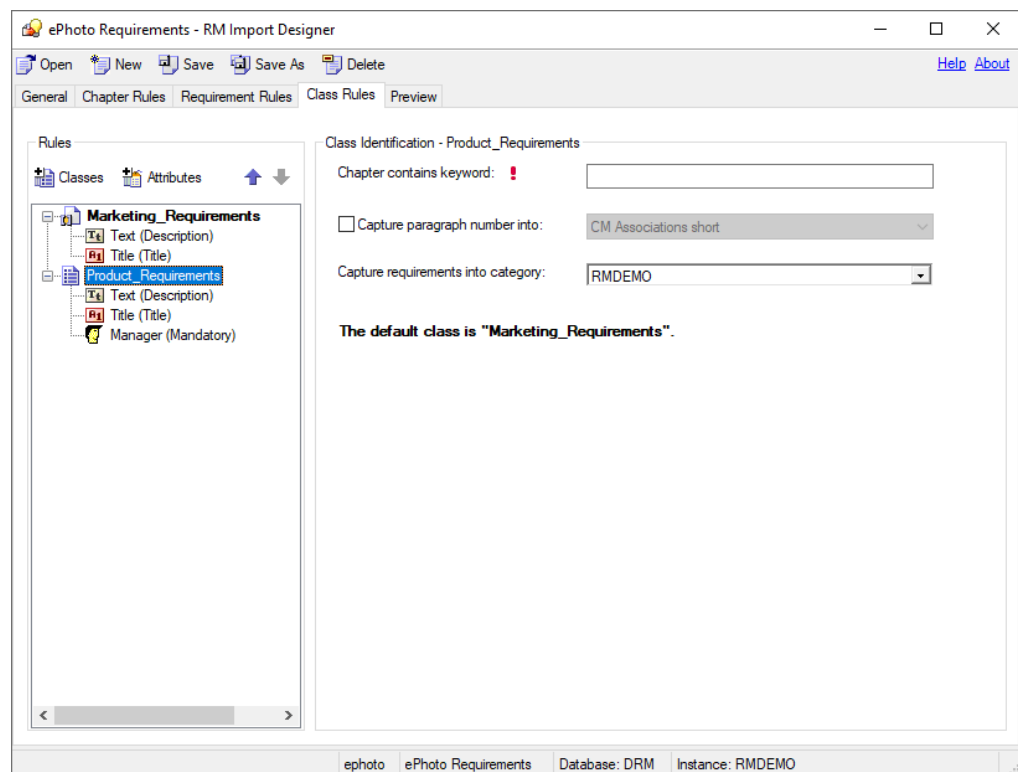 ePhoto Requirements - RM Import Designer
Open New Save Save As Delete Help About
General Chapter Rules Requirement Rules Class Rules Preview
Rules
Classes Attributes
Marketing_Requirements
Text (Description)
Title (Title)
Product_Requirements
Text (Description)
Title (Title)
Manager (Mandatory)
Class Identification - Product_Requirements
Chapter contains keyword:
Capture paragraph number into: CM Associations short
Capture requirements into category: RMDEMO
The default class is "Marketing_Requirements".
ephoto ePhoto Requirements Database: DRM Instance: RMDEMO